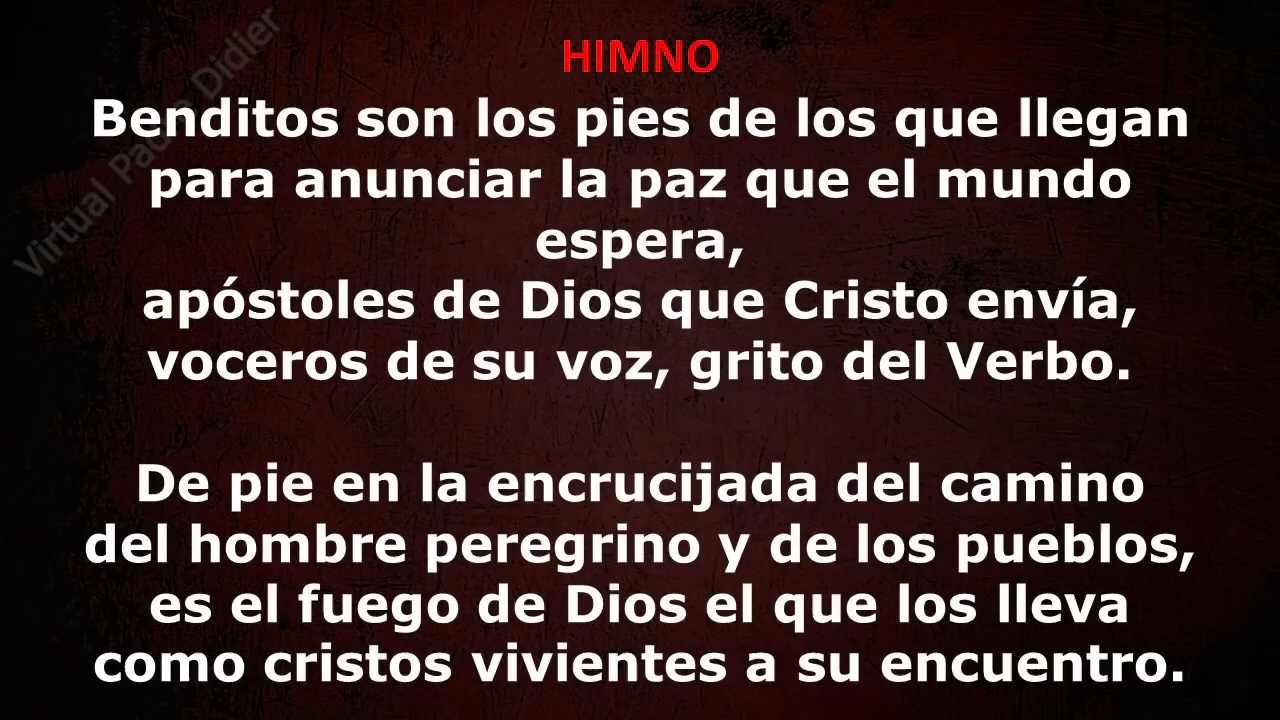 HIMNO
Benditos son los pies de los que llegan
para anunciar la paz que el mundo
espera,
apóstoles de Dios que Cristo envía,
voceros de su voz, grito del Verbo.
De pie en la encrucijada del camino
del hombre peregrino y de los pueblos,
es el fuego de Dios el que los lleva
como cristos vivientes a su encuentro.
Virtual Didier